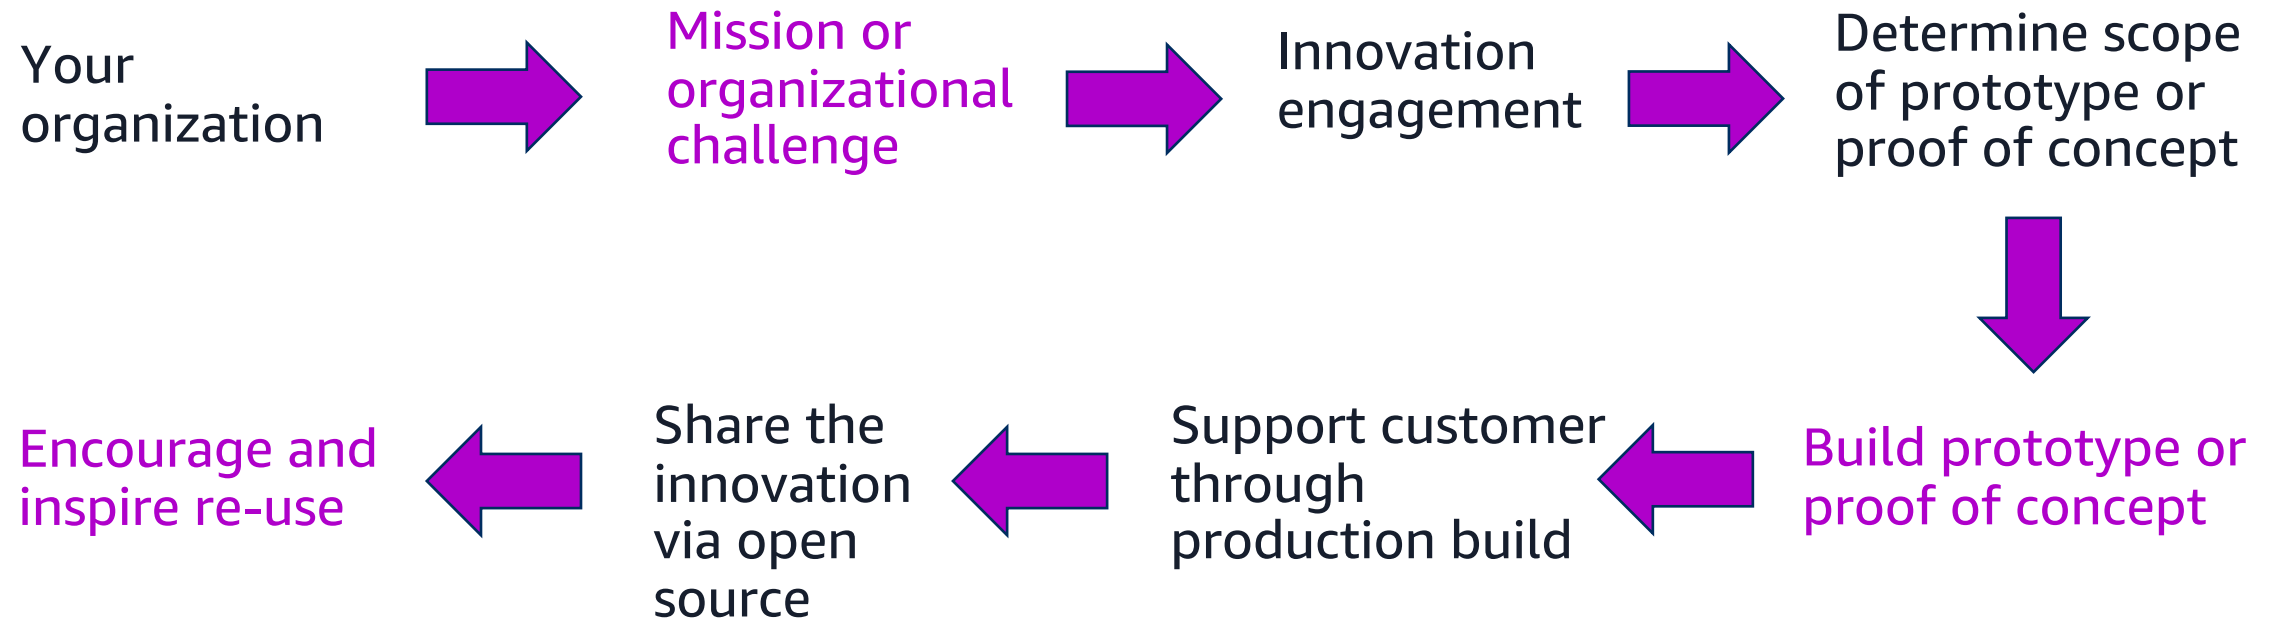 Your
organization
Mission or
organizational
challenge
Innovation
engagement
Determine scope
of prototype or
proof of concept
Build prototype or
proof of concept
Support customer
through
production build
Share the
innovation
via open
source
Encourage and
inspire re-use